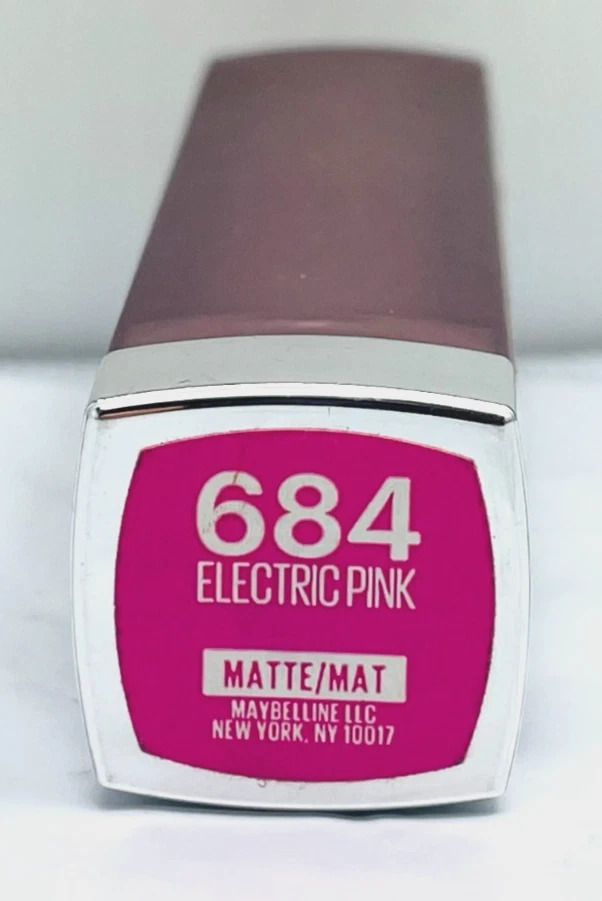 684
ELECTRIC PINK
MATTE/MAT
MAYBELLINE LLC
NEW YORK, NY 10017